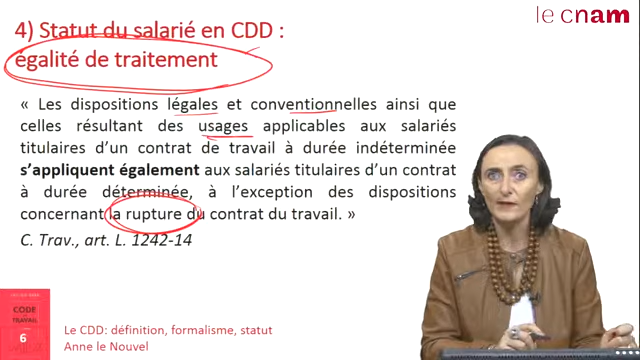 4) Statut du salarié en CDD :
égalité de traitement
le cnam
« Les dispositions légales et conventionnelles ainsi que
celles résultant des usages applicables aux salariés
titulaires d'un contrat de travail à durée indéterminée
s'appliquent également aux salariés titulaires d'un contrat
à durée déterminée, à l'exception des dispositions
concernant la rupture du contrat du travail. »
C. Trav., art. L. 1242-14
CODE
TRAVAIL
6
Le CDD: définition, formalisme, statut
Anne le Nouvel